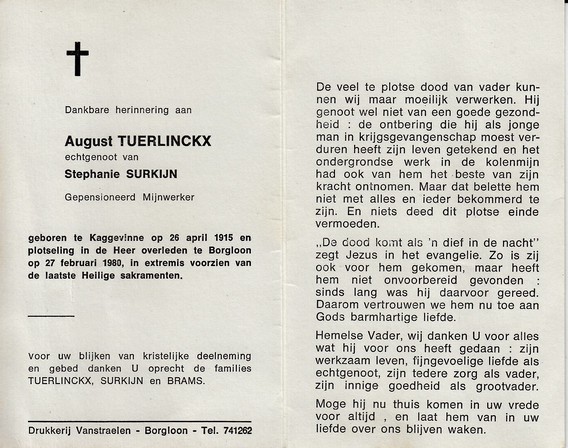 Dankbare herinnering aan
August TUERLINCKX
echtgenoot van
Stephanie SURKIJN
Gepensioneerd Mijnwerker
geboren te Kaggevinne op 26 april 1915 en
plotseling in de Heer overleden te Borgloon
op 27 februari 1980, in extremis voorzien van
de laatste Heilige sakramenten.
voor uw blijken van kristelijke deelneming
en gebed danken U oprecht de families
TUERLINCKX, SURKIJN en BRAMS.
Drukkerij Vanstraelen - Borgloon - Tel. 741262
De veel te plotse dood van vader kun-
nen wij maar moeilijk verwerken. Hij
genoot wel niet van een goede gezond-
heid : de ontbering die hij als jonge
man in krijgsgevangenschap moest ver-
duren heeft zijn leven getekend en het
ondergrondse werk in de kolenmijn
had ook van hem het beste van zijn
kracht ontnomen. Maar dat belette hem
niet met alles en ieder bekommerd te
zijn. En niets deed dit plotse einde
vermoeden.
„De dood komt als 'n dief in de nacht"
zegt Jezus in het evangelie. Zo is zij
ook voor hem gekomen, maar heeft
hem niet onvoorbereid gevonden :
sinds lang was hij daarvoor gereed.
Daarom vertrouwen we hem nu toe aan
Gods barmhartige liefde.
Hemelse Vader, wij danken U voor alles
wat hij voor ons heeft gedaan : zijn
werkzaam leven, fijngevoelige liefde als
echtgenoot, zijn tedere zorg als vader,
zijn innige goedheid als grootvader.
Moge hij nu thuis komen in uw vrede
voor altijd , en laat hem van in uw
liefde over ons blijven waken.